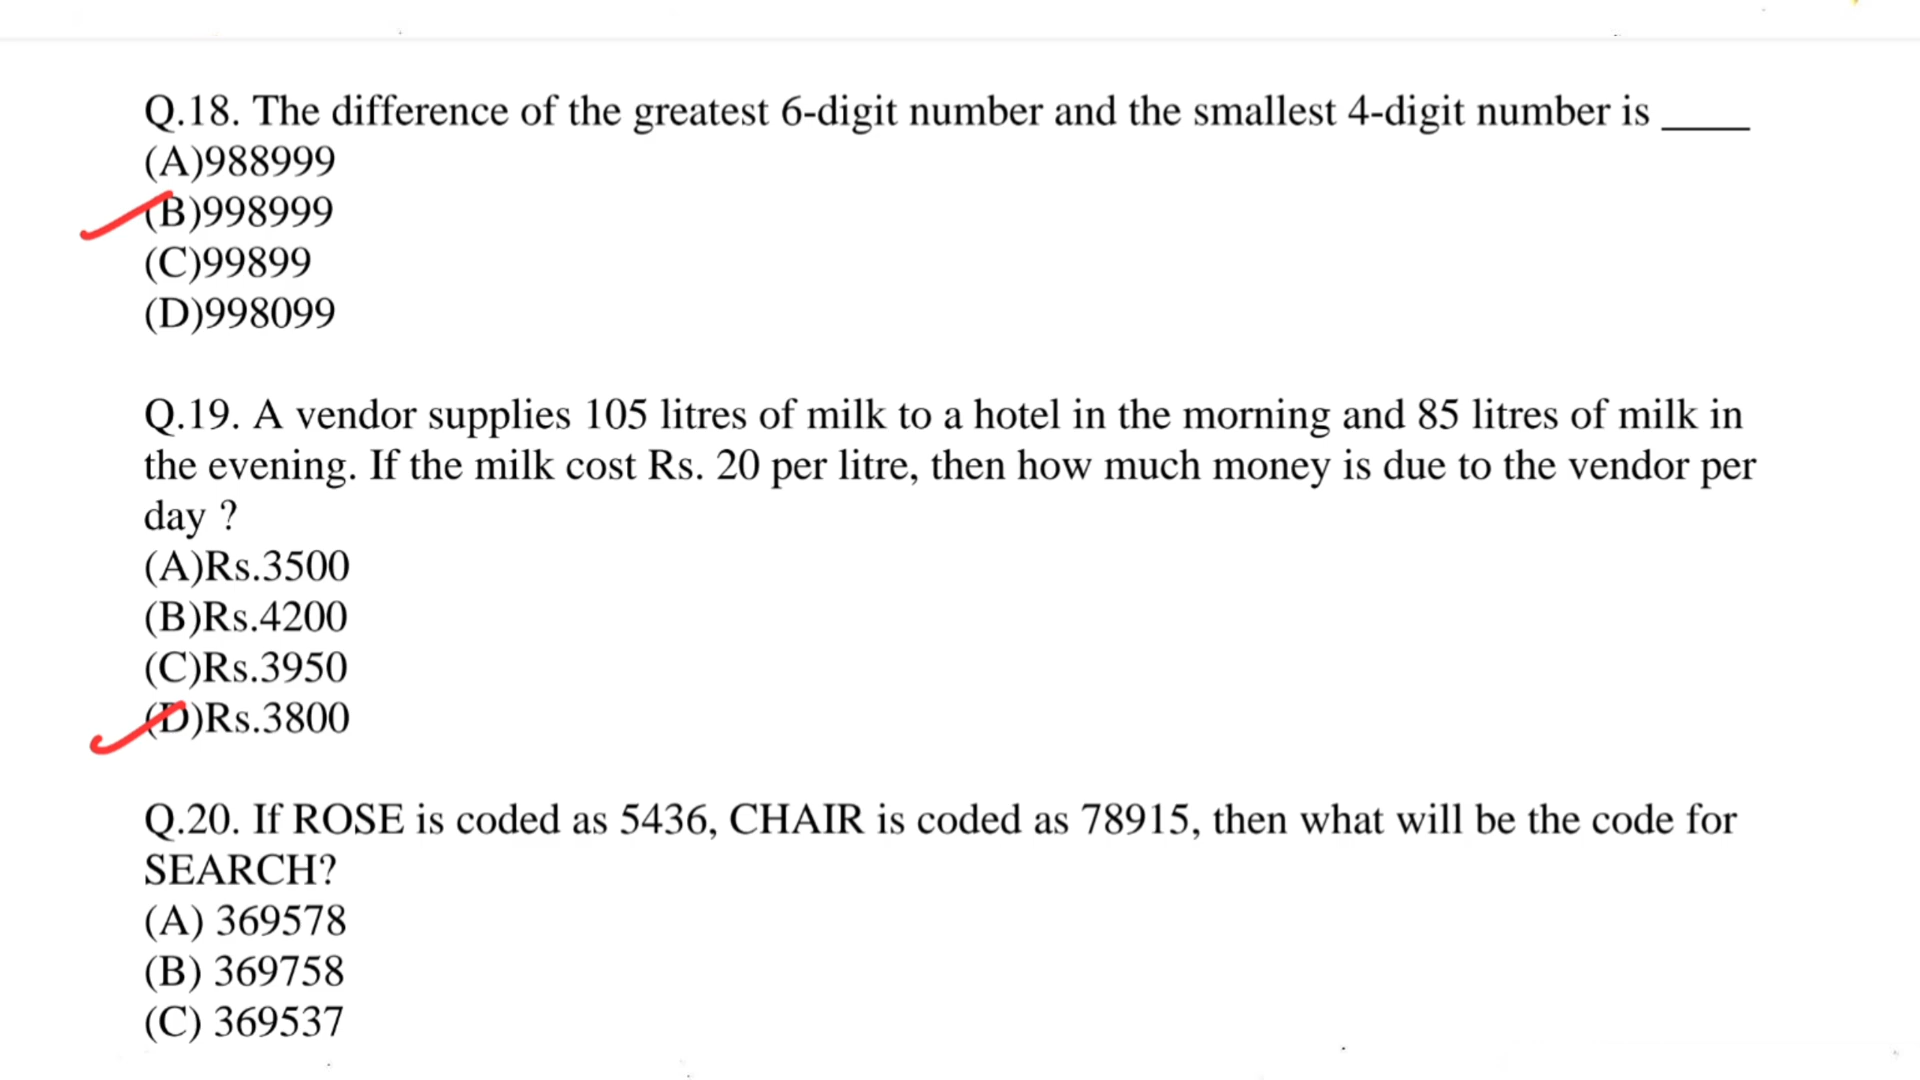 Q.18. The difference of the greatest 6-digit number and the smallest 4-digit number is _____
(A)988999
(B)998999
(C)99899
(D)998099
Q.19. A vendor supplies 105 litres of milk to a hotel in the morning and 85 litres of milk in
the evening. If the milk cost Rs. 20 per litre, then how much money is due to the vendor per
day ?
(A)Rs.3500
(B)Rs.4200
(C)Rs.3950
(D)Rs.3800
Q.20. If ROSE is coded as 5436, CHAIR is coded as 78915, then what will be the code for
SEARCH?
(A) 369578
(B) 369758
(C) 369537